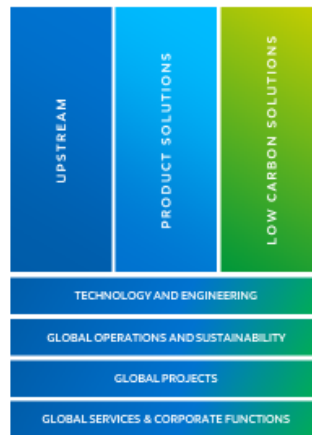 UPSTREAM
PRODUCT SOLUTIONS
LOW CARBON SOLUTIONS
TECHNOLOGY AND ENGINEERING
GLOBAL OPERATIONS AND SUSTAINABILITY
GLOBAL PROJECTS
GLOBAL SERVICES & CORPORATE FUNCTIONS